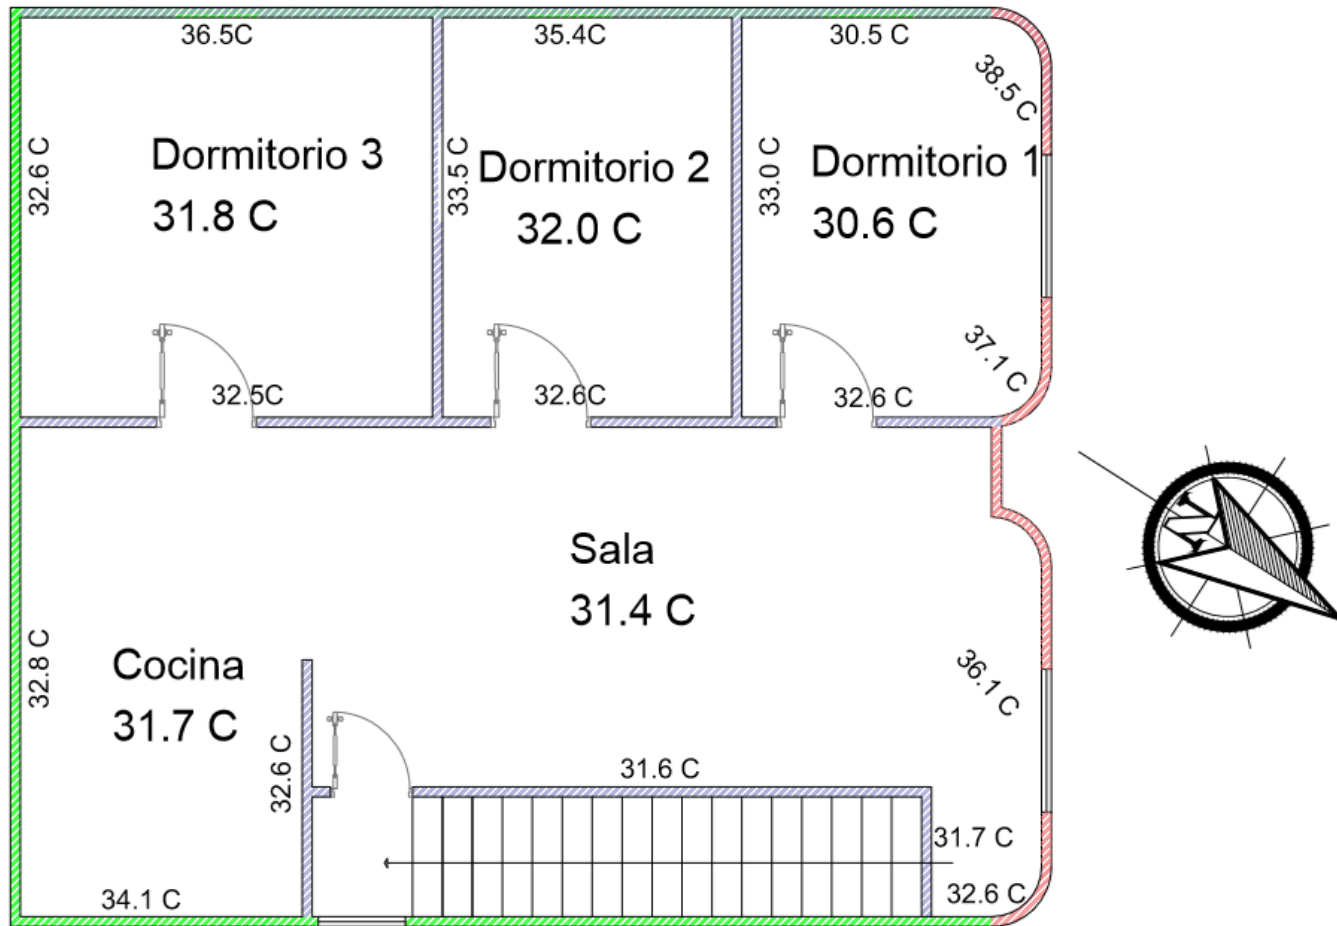 36.5C
35.4C
30.5 C
38.5 C
32.6 C
Dormitorio 3
31.8 C
33.5 C
Dormitorio 2
32.0 C
33.0 C
Dormitorio 1
30.6 C
37.1 C
32.5C
32.6C
32.6 C
N
Sala
31.4 C
32.8 C
Cocina
31.7 C
36.1 C
32.6 C
31.6 C
31.7 C
34.1 C
32.6 C